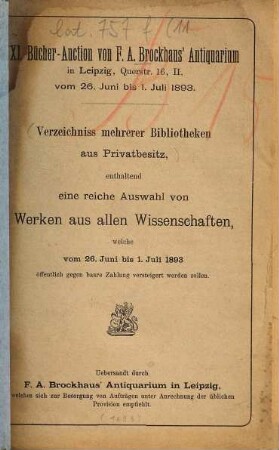 Cat. 757 f (11
XI. Bücher-Auction von F. A. Brockhaus' Antiquarium
in Leipzig, Querstr. 16, II.
vom 26. Juni bis 1. Juli 1893.
Verzeichniss mehrerer Bibliotheken
aus Privatbesitz,
enthaltend
eine reiche Auswahl von
Werken aus allen Wissenschaften,
welche
vom 26. Juni bis 1. Juli 1893
öffentlich gegen baare Zahlung versteigert werden sollen.
Uebersandt durch
F. A. Brockhaus' Antiquarium in Leipzig,
welches sich zur Besorgung von Aufträgen unter Anrechnung der üblichen
Provision empfiehlt.